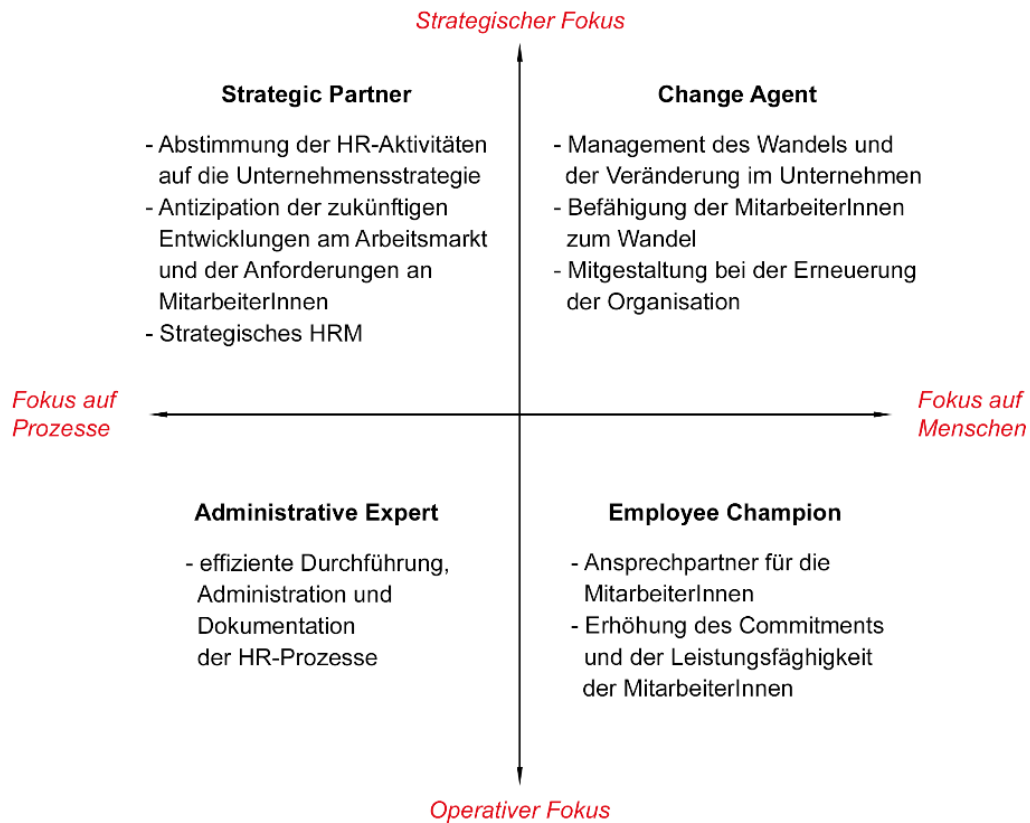 Strategischer Fokus
Strategic Partner
- Abstimmung der HR-Aktivitäten
auf die Unternehmensstrategie
- Antizipation der zukünftigen
Entwicklungen am Arbeitsmarkt
und der Anforderungen an
MitarbeiterInnen
- Strategisches HRM
Change Agent
- Management des Wandels und
der Veränderung im Unternehmen
- Befähigung der MitarbeiterInnen
zum Wandel
- Mitgestaltung bei der Erneuerung
der Organisation
Fokus auf
Prozesse
Fokus auf
Menschen
Administrative Expert
- effiziente Durchführung,
Administration und
Dokumentation
der HR-Prozesse
Employee Champion
- Ansprechpartner für die
MitarbeiterInnen
- Erhöhung des Commitments
und der Leistungsfäghigkeit
der MitarbeiterInnen
Operativer Fokus